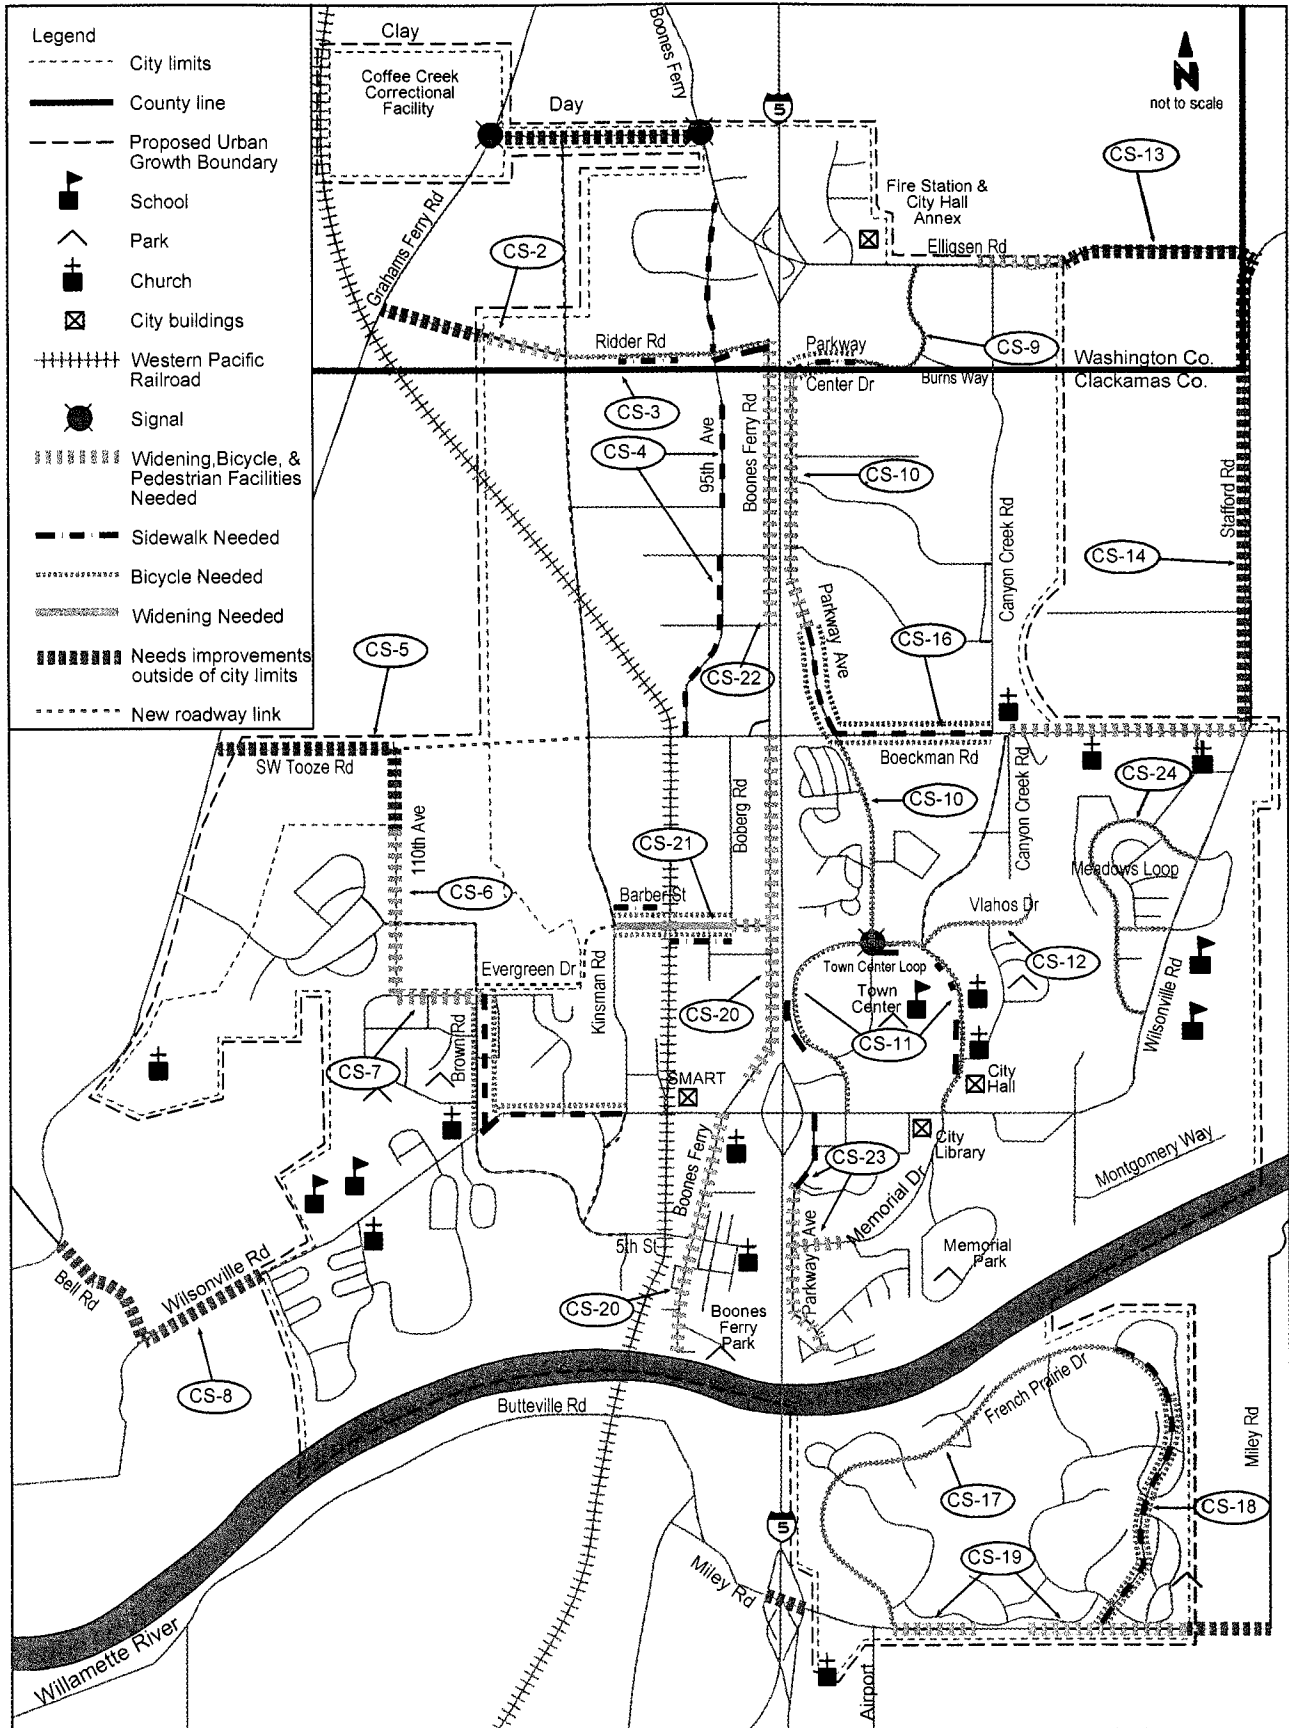 Legend
City limits
County line
Proposed Urban
Growth Boundary
School
Park
Church
City buildings
Western Pacific
Railroad
Signal
Widening,Bicycle, &
Pedestrian Facilities
Needed
Sidewalk Needed
Bicycle Needed
Widening Needed
Needs improvements
outside of city limits
New roadway link
Clay
Coffee Creek
Correctional
Facility
Boones Ferry
Day
5
N
not to scale
CS-13
Fire Station &
City Hall
Annex
Elligsen Rd
Grahams Ferry Rd
CS-2
Ridder Rd
Parkway
Center Dr
CS-9
Burns Way
Washington Co.
Clackamas Co.
CS-3
CS-4
95th Ave
Boones Ferry Rd
CS-10
Canyon Creek Rd
Stafford Rd
CS-14
CS-5
CS-22
Parkway Ave
CS-16
SW Tooze Rd
Boeckman Rd
CS-24
CS-10
Canyon Creek Rd
110th Ave
Boberg Rd
CS-21
Meadows Loop
CS-6
Barber St
Vlahos Dr
Evergreen Dr
Kinsman Rd
Town Center Loop
CS-12
Town
Center
Wilsonville Rd
CS-20
CS-11
CS-7
Brown Rd
SMART
City
Hall
City
Library
Boones Ferry
CS-23
Memorial Dr
Montgomery Way
5th St
Parkway Ave
Memorial
Park
Bell Rd
Wilsonville Rd
CS-20
Boones
Ferry
Park
CS-8
Butteville Rd
French Prairie Dr
Miley Rd
CS-17
CS-18
5
CS-19
Miley Rd
Willamette River
Airport